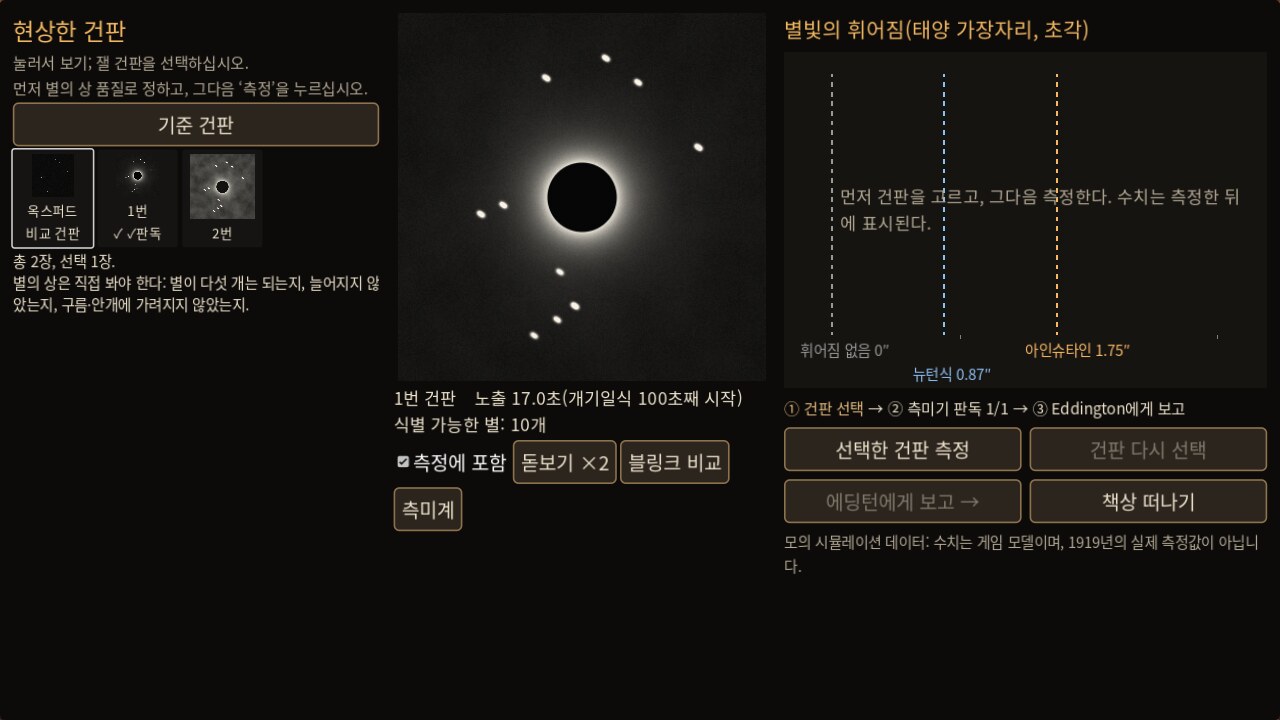 현상한 건판
눌러서 보기; 잴 건판을 선택하십시오.
먼저 별의 상 품질로 정하고, 그다음 ‘측정’을 누르십시오.
기준 건판
옥스퍼드
비교 건판
1번
✓ ✓판독
2번
총 2장, 선택 1장.
별의 상은 직접 봐야 한다: 별이 다섯 개는 되는지, 늘어지지 않
았는지, 구름·안개에 가려지지 않았는지.
1번 건판 노출 17.0초(개기일식 100초째 시작)
식별 가능한 별: 10개
측정에 포함
돋보기 ×2
블링크 비교
측미계
별빛의 휘어짐(태양 가장자리, 초각)
먼저 건판을 고르고, 그다음 측정한다. 수치는 측정한 뒤
에 표시된다.
휘어짐 없음 0″
아인슈타인 1.75″
뉴턴식 0.87″
① 건판 선택 → ② 측미기 판독 1/1 → ③ Eddington에게 보고
선택한 건판 측정
건판 다시 선택
에딩턴에게 보고 →
책상 떠나기
모의 시뮬레이션 데이터: 수치는 게임 모델이며, 1919년의 실제 측정값이 아닙니
다.